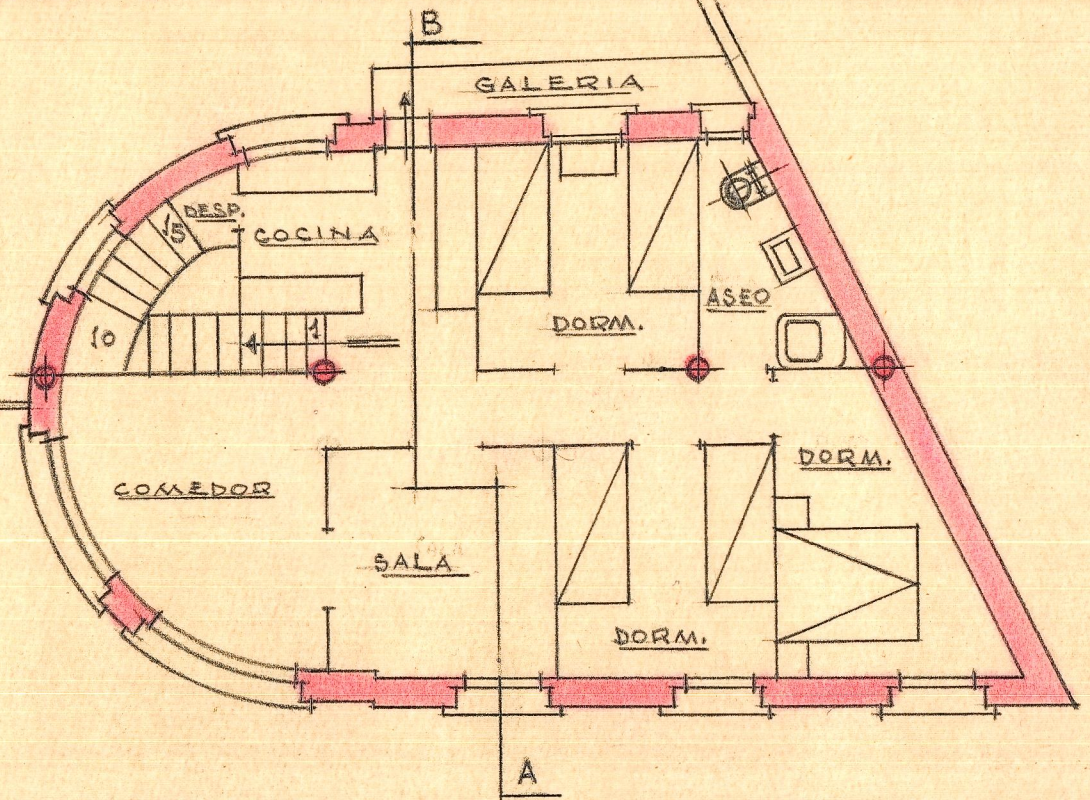 B
GALERIA
DESP.
15
COCINA
ASEO
DORM.
1
10
DORM.
COMEDOR
SALA
DORM.
A